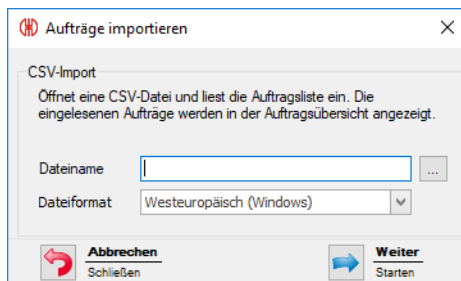 Aufträge importieren
CSV-Import
Öffnet eine CSV-Datei und liest die Auftragsliste ein. Die
eingelesenen Aufträge werden in der Auftragsübersicht angezeigt.
Dateiname
...
Dateiformat Westeuropäisch (Windows)
Abbrechen Weiter
Schließen Starten